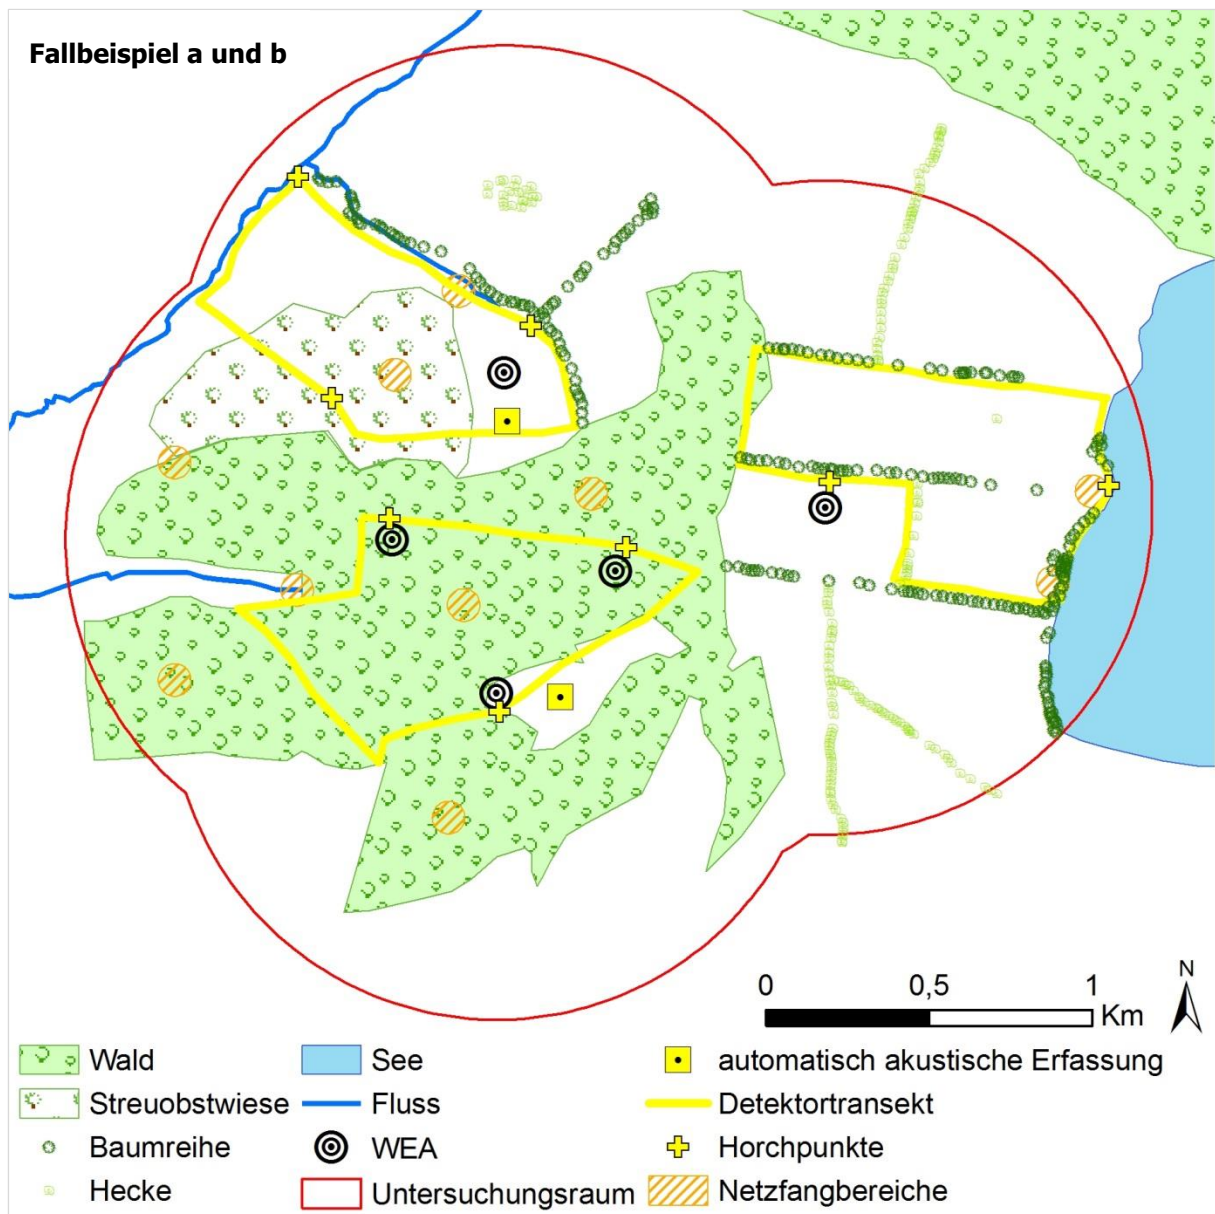 Fallbeispiel a und b
N
0 0,5 1
Km
Wald See automatisch akustische Erfassung
Streuobstwiese Fluss Detektortransekt
Baumreihe WEA Horchpunkte
Hecke Untersuchungsraum Netzfangbereiche